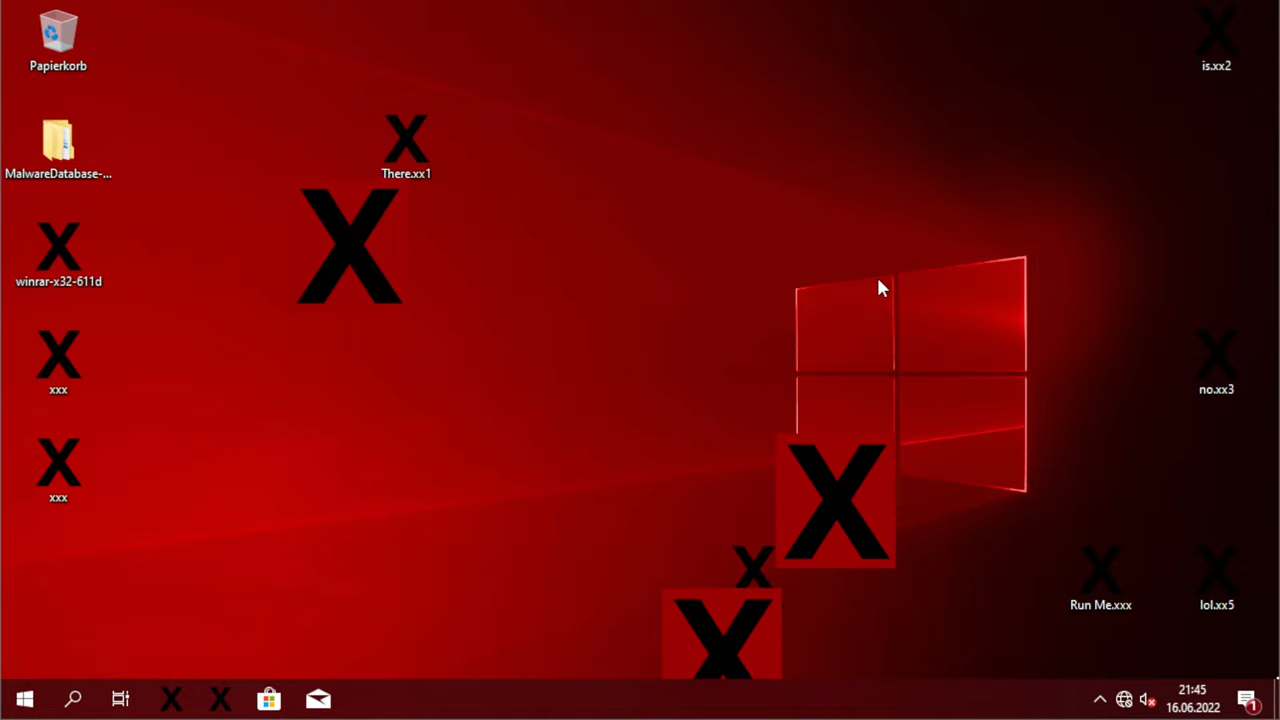 Papierkorb
is.xx2
MalwareDatabase-...
There.xx1
winrar-x32-611d
xxx
no.xx3
xxx
Run Me.xxx
lol.xx5
21:45
16.06.2022
1